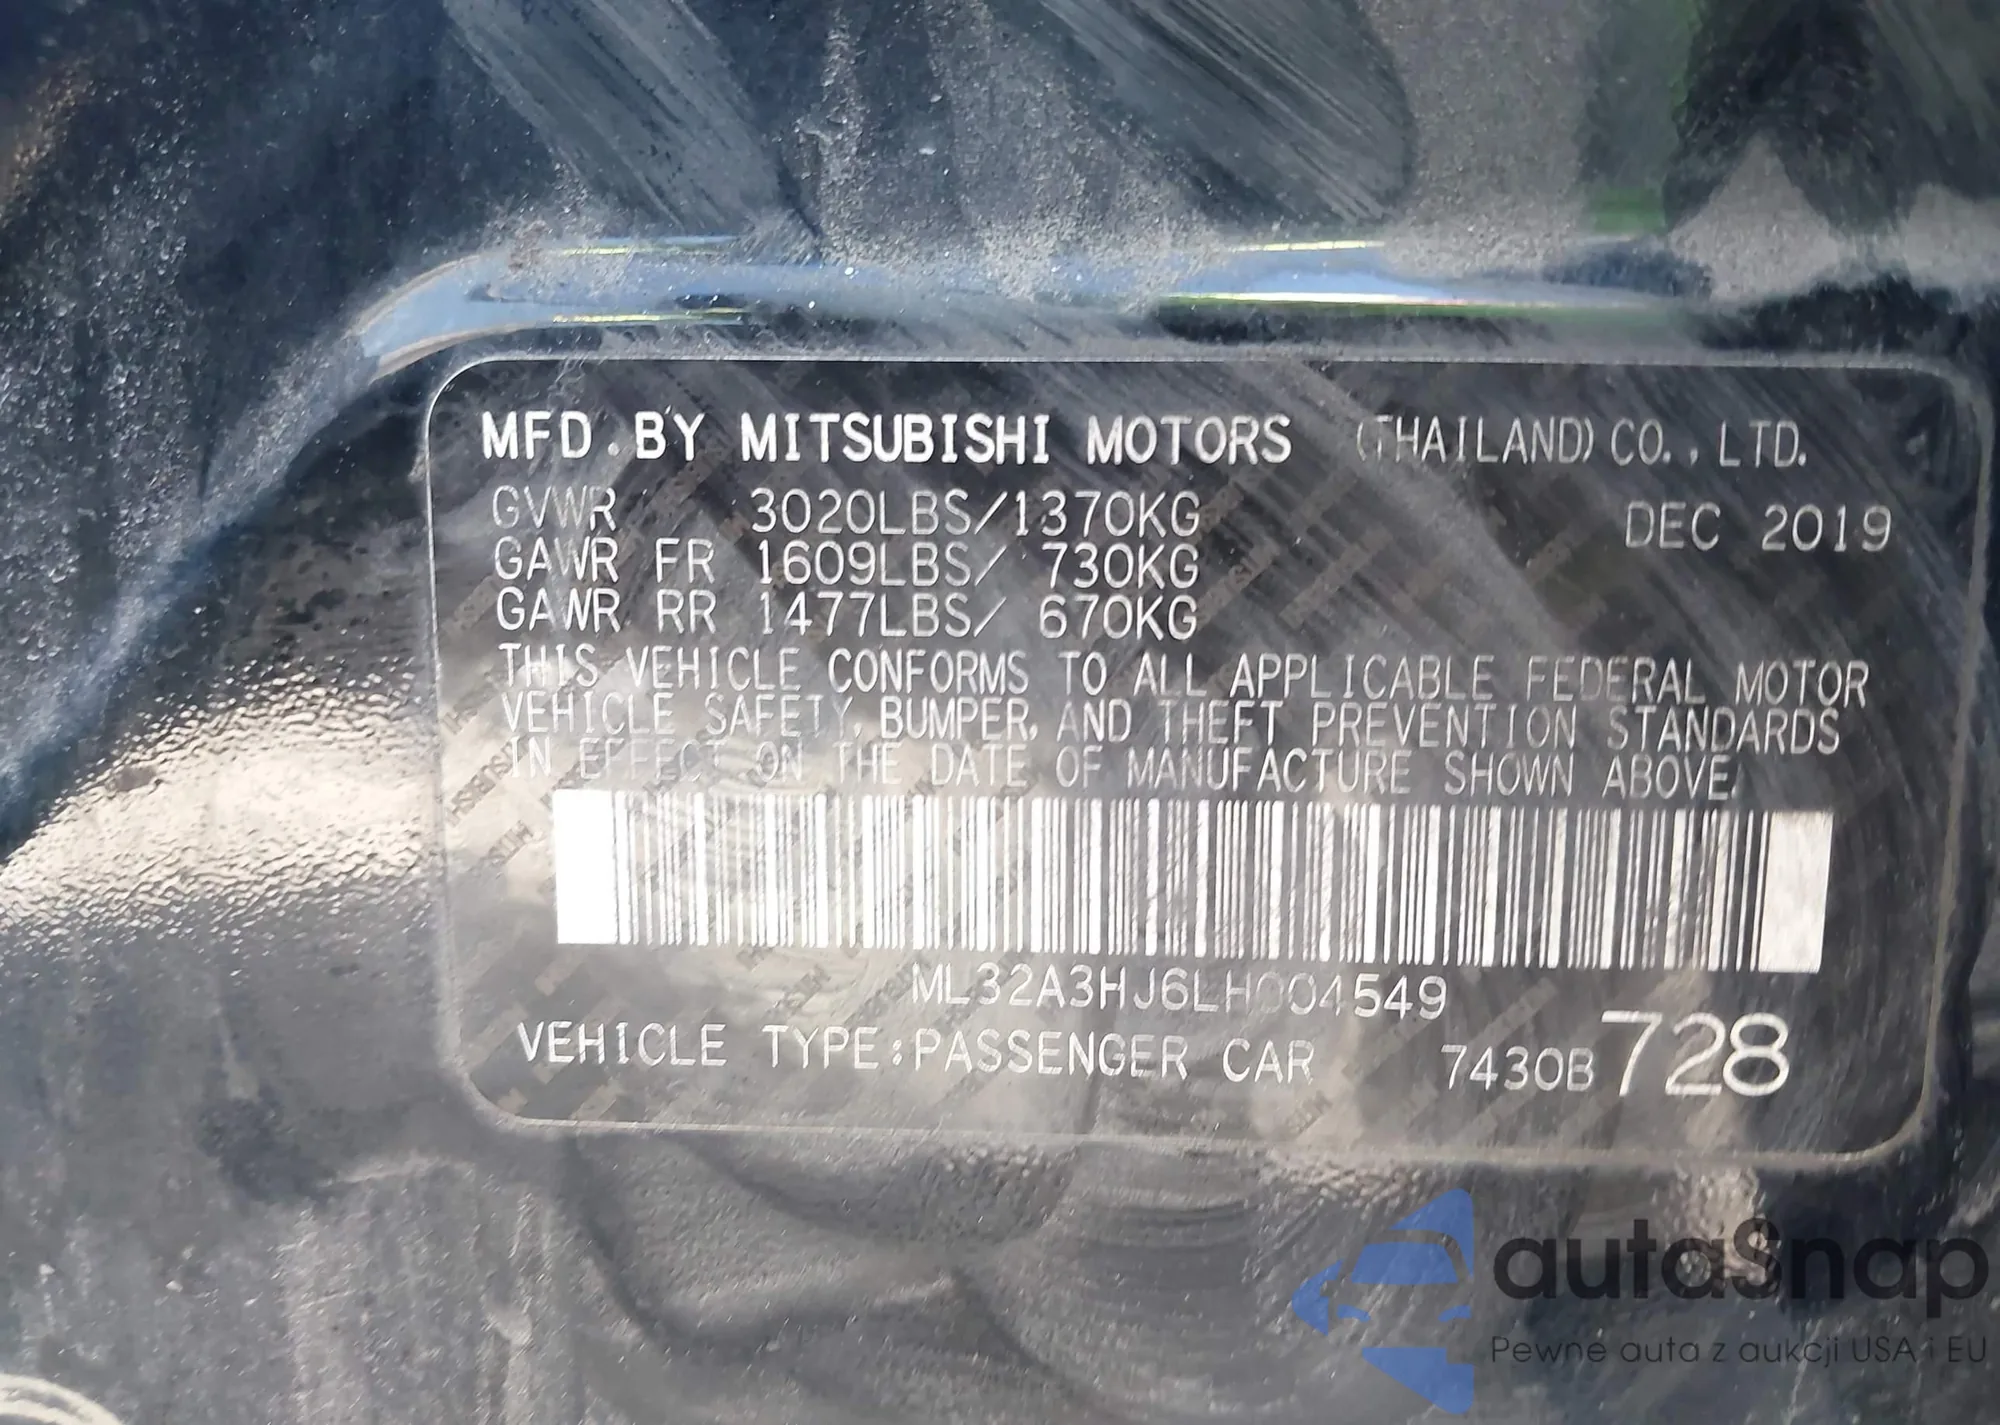 MFD. BY MITSUBISHI MOTORS (THAILAND) CO., LTD.
GVWR 3020LBS/1370KG DEC 2019
GAWR FR 1609LBS/ 730KG
GAWR RR 1477LBS/ 670KG
THIS VEHICLE CONFORMS TO ALL APPLICABLE FEDERAL MOTOR
VEHICLE SAFETY, BUMPER, AND THEFT PREVENTION STANDARDS
IN EFFECT ON THE DATE OF MANUFACTURE SHOWN ABOVE.
ML32A3HJ6LH004549
VEHICLE TYPE:PASSENGER CAR 7430B728
autaSnap
Pewne auta z aukcji USA i EU